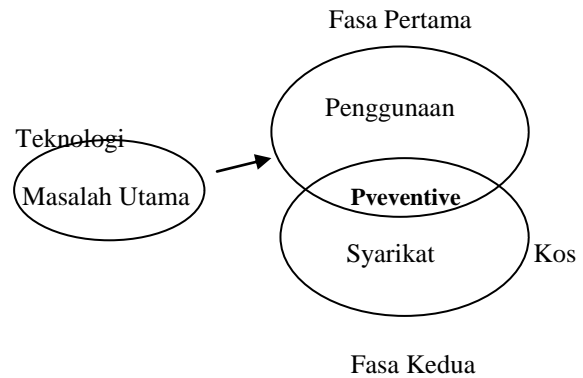 Fasa Pertama
Penggunaan
Teknologi
Masalah Utama
Pveventive
Syarikat
Kos
Fasa Kedua